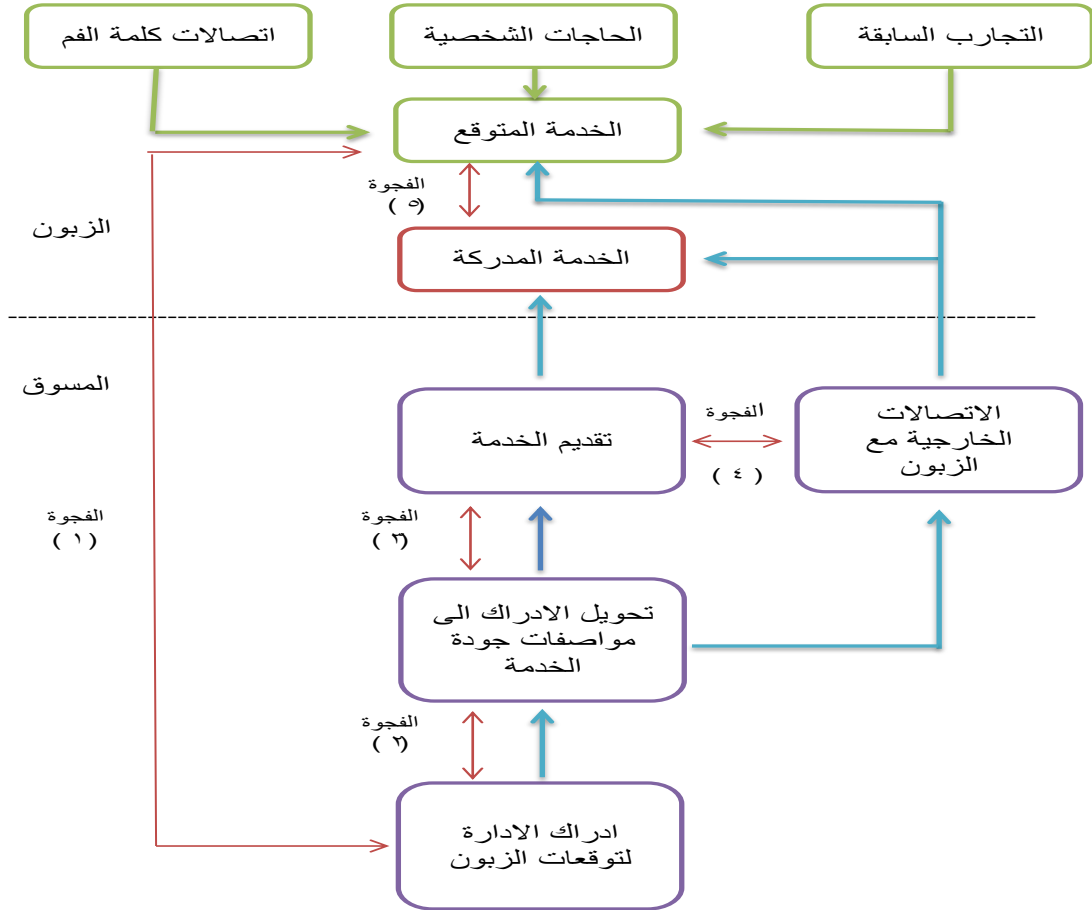 التجارب السابقة
الحاجات الشخصية
اتصالات كلمة الفم
الخدمة المتوقع
الفجوة
( ٥)
الزبون
الخدمة المدركة
المسوق
الاتصالات
الخارجية مع
الزبون
الفجوة
( ٤ )
تقديم الخدمة
الفجوة
( ١ )
الفجوة
( ٣ )
تحويل الادراك الى
مواصفات جودة
الخدمة
الفجوة
( ٢)
ادراك الادارة
لتوقعات الزبون